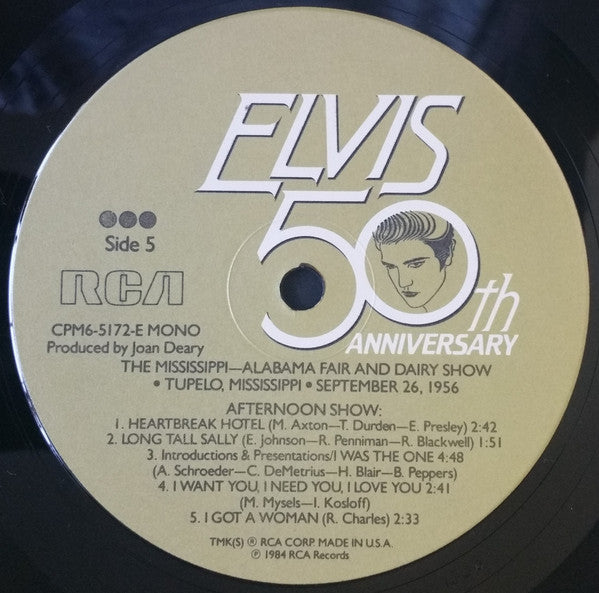 ELVIS
50th
ANNIVERSARY
Side 5
RCA
CPM6-5172-E MONO
Produced by Joan Deary
THE MISSISSIPPI—ALABAMA FAIR AND DAIRY SHOW
• TUPELO, MISSISSIPPI • SEPTEMBER 26, 1956
AFTERNOON SHOW:
1. HEARTBREAK HOTEL (M. Axton—T. Durden—E. Presley) 2:42
2. LONG TALL SALLY (E. Johnson—R. Penniman—R. Blackwell) 1:51
3. Introductions & Presentations/I WAS THE ONE 4:48
(A. Schroeder—C. DeMetrius—H. Blair—B. Peppers)
4. I WANT YOU, I NEED YOU, I LOVE YOU 2:41
(M. Mysels—I. Kosloff)
5. I GOT A WOMAN (R. Charles) 2:33
TMK(S) ® RCA CORP. MADE IN U.S.A.
℗ 1984 RCA Records